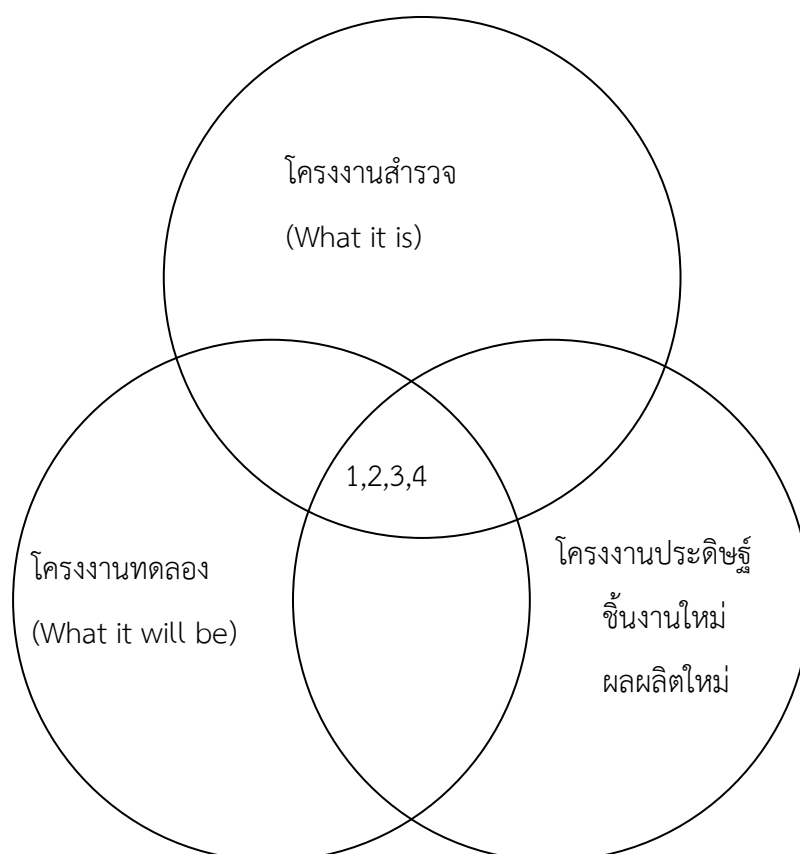 โครงงานสำรวจ
(What it is)
1,2,3,4
โครงงานทดลอง
(What it will be)
โครงงานประดิษฐ์
ชิ้นงานใหม่
ผลผลิตใหม่